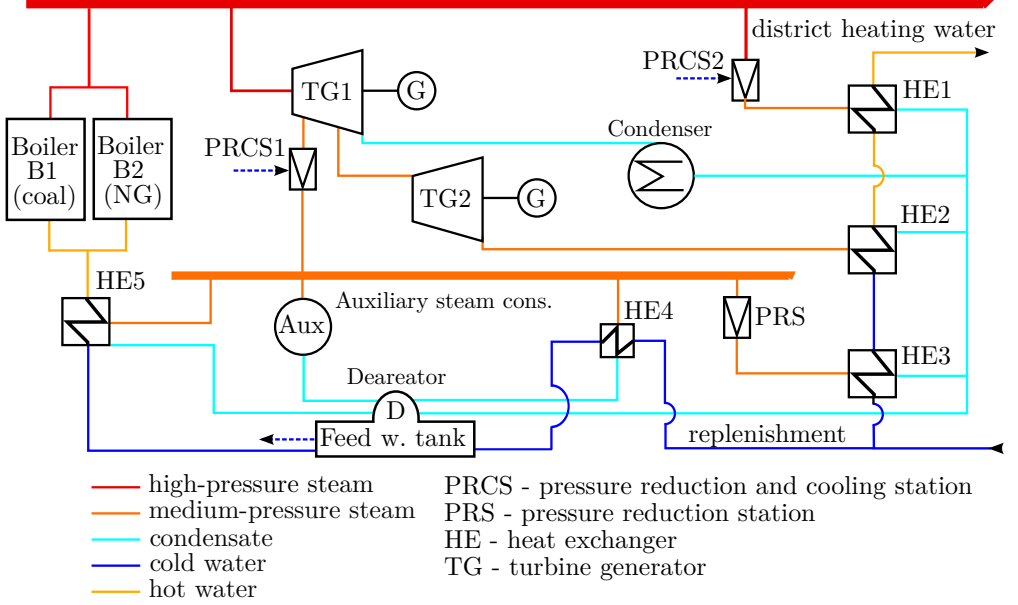 district heating water
PRCS2
TG1
G
HE1
Condenser
Boiler
B1
(coal)
Boiler
B2
(NG)
PRCS1
TG2
G
HE2
HE5
Auxiliary steam cons.
Aux
HE4
PRS
HE3
Deareator
D
Feed w. tank
replenishment
high-pressure steam
medium-pressure steam
condensate
cold water
hot water
PRCS - pressure reduction and cooling station
PRS - pressure reduction station
HE - heat exchanger
TG - turbine generator